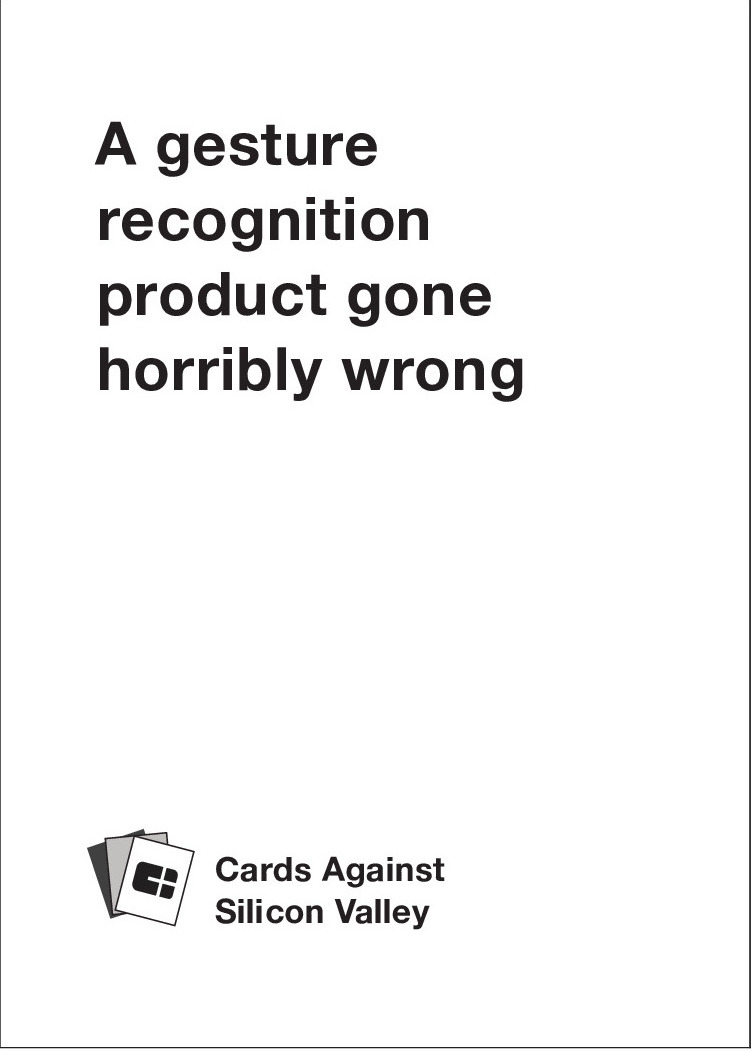 A gesture
recognition
product gone
horribly wrong
Cards Against
Silicon Valley